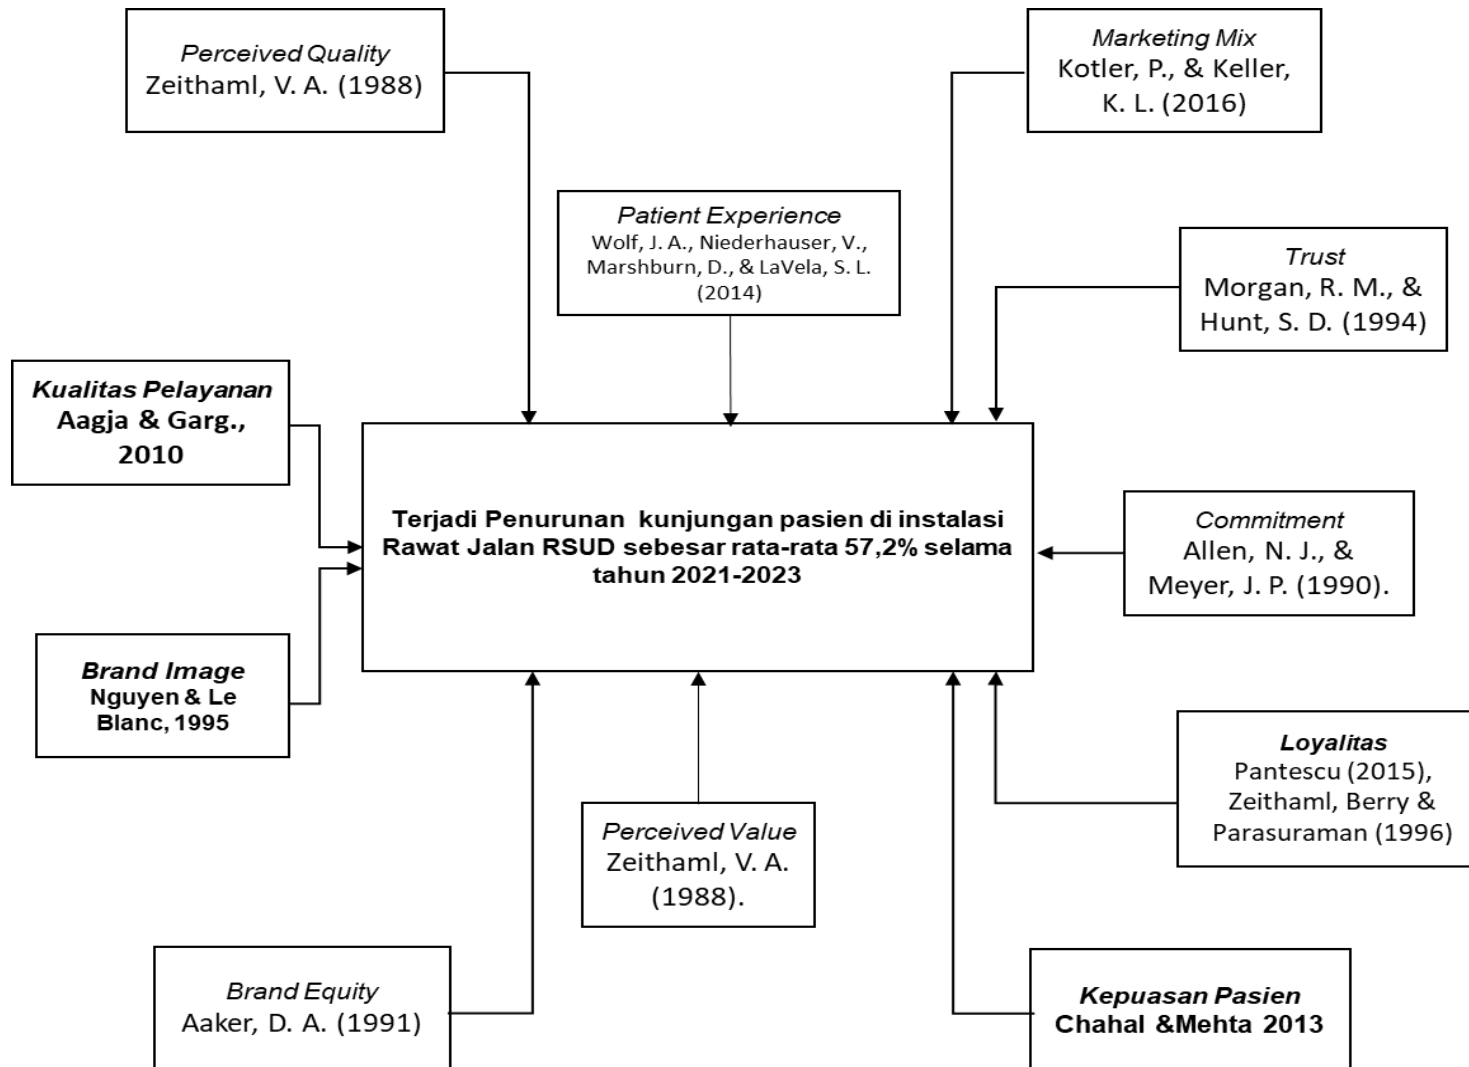 Perceived Quality
Zeithaml, V. A. (1988)
Marketing Mix
Kotler, P., & Keller,
K. L. (2016)
Patient Experience
Wolf, J. A., Niederhauser, V.,
Marshburn, D., & LaVela, S. L.
(2014)
Trust
Morgan, R. M., &
Hunt, S. D. (1994)
Kualitas Pelayanan
Aagja & Garg.,
2010
Terjadi Penurunan kunjungan pasien di instalasi
Rawat Jalan RSUD sebesar rata-rata 57,2% selama
tahun 2021-2023
Commitment
Allen, N. J., &
Meyer, J. P. (1990).
Brand Image
Nguyen & Le
Blanc, 1995
Loyalitas
Pantescu (2015),
Zeithaml, Berry &
Parasuraman (1996)
Perceived Value
Zeithaml, V. A.
(1988).
Brand Equity
Aaker, D. A. (1991)
Kepuasan Pasien
Chahal &Mehta 2013